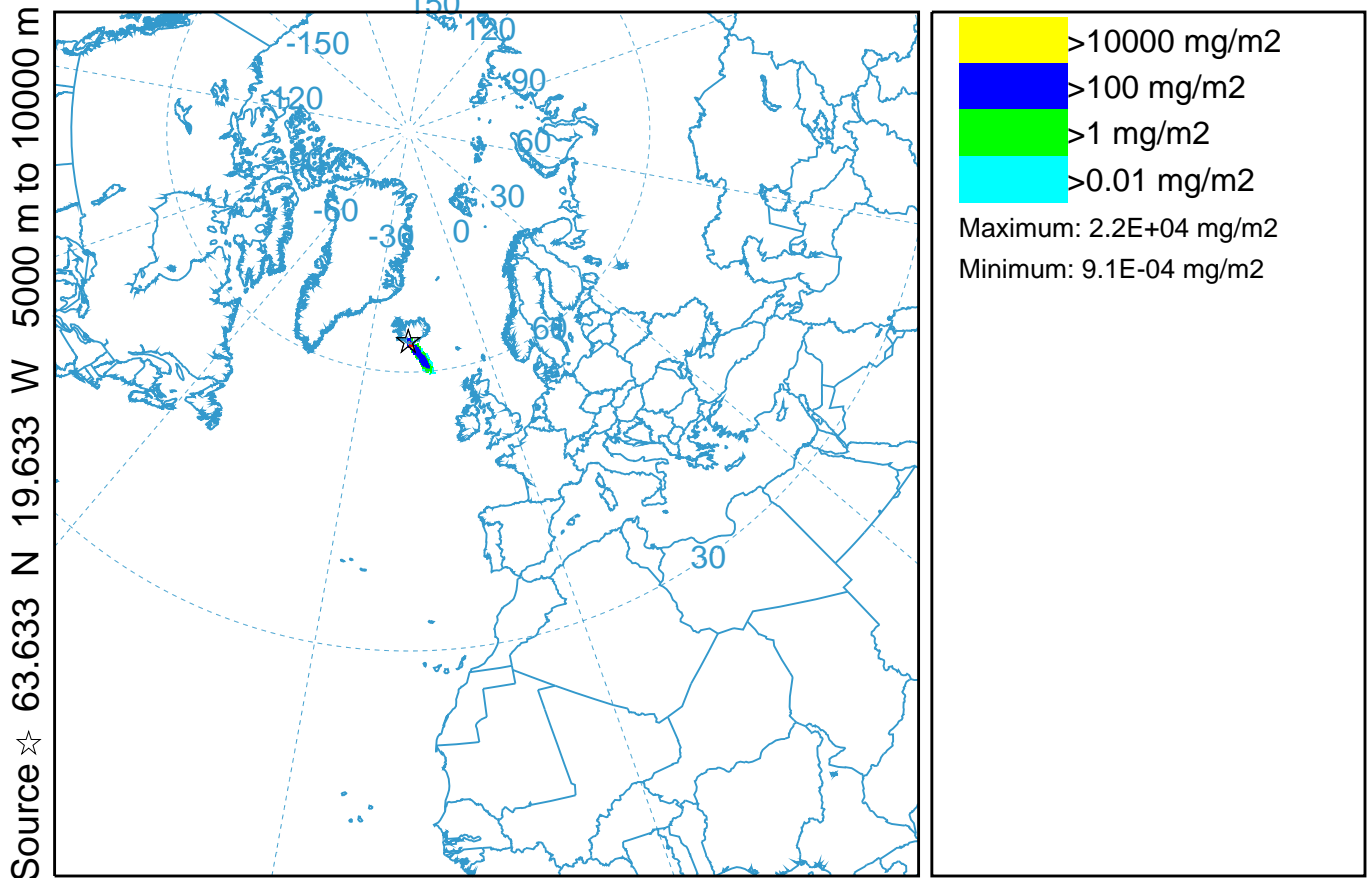 Source ☆ 63.633 N 19.633 W 5000 m to 10000 m
150
-150
120
-120
90
60
-60
30
-30
0
60
30
>10000 mg/m2
>100 mg/m2
>1 mg/m2
>0.01 mg/m2
Maximum: 2.2E+04 mg/m2
Minimum: 9.1E-04 mg/m2